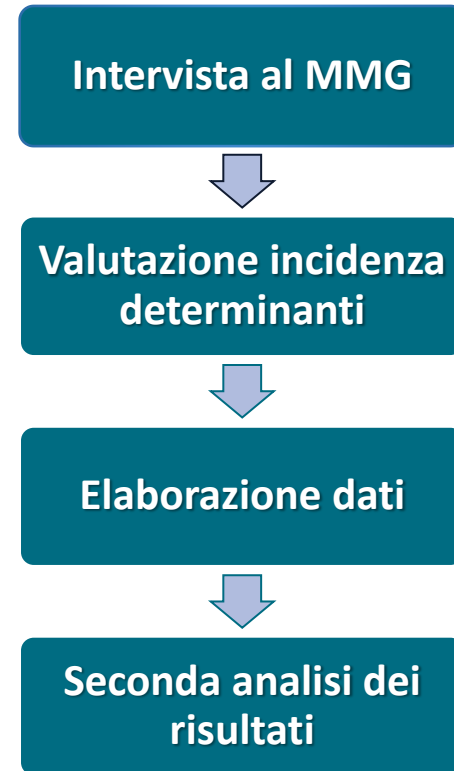 Intervista al MMG
Valutazione incidenza
determinanti
Elaborazione dati
Seconda analisi dei
risultati